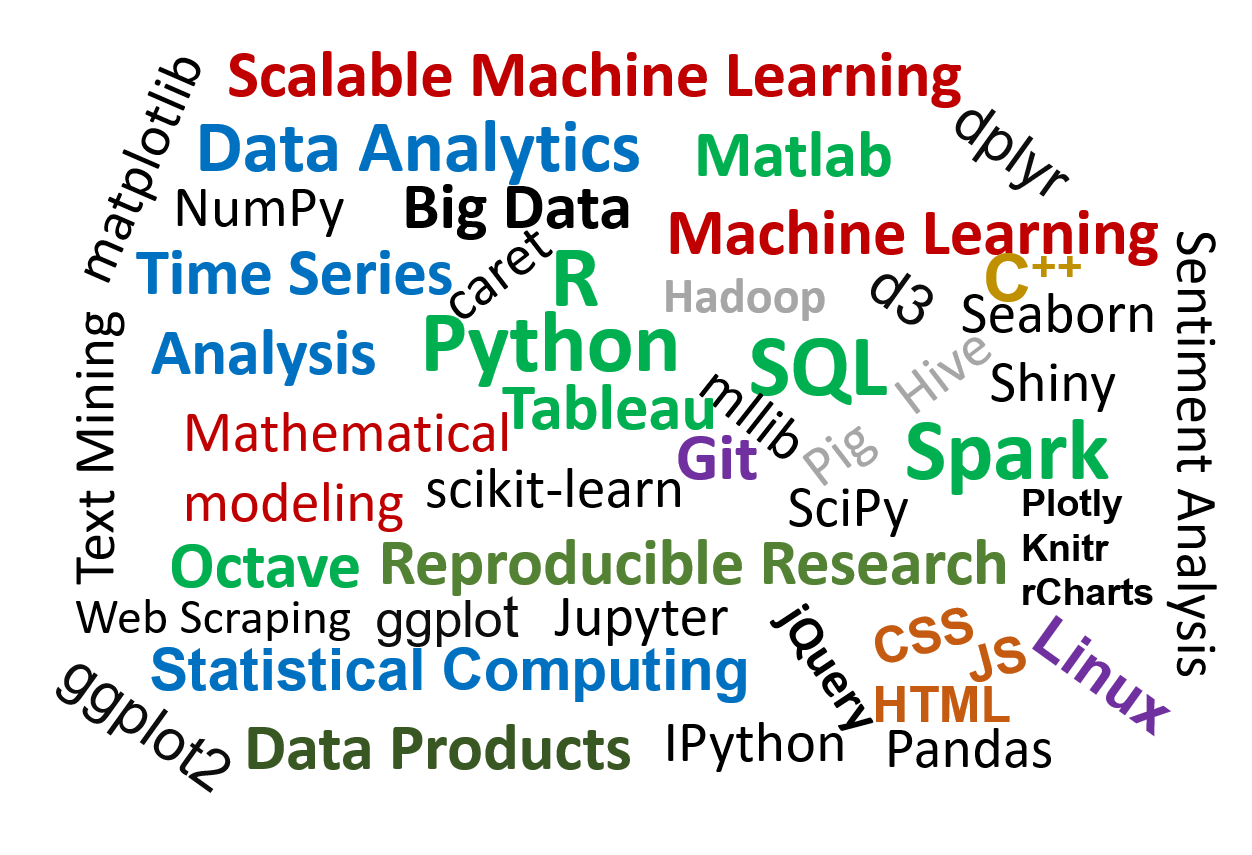 Scalable Machine Learning
matplotlib
Data Analytics
Matlab
dplyr
NumPy
Big Data
Machine Learning
Time Series
caret
R
Hadoop
d3
C++
Seaborn
Sentiment Analysis
Text Mining
Analysis
Python
SQL
Hive
Shiny
Mathematical
Tableau
mllib
Git
Pig
Spark
modeling
scikit-learn
SciPy
Plotly
Knitr
rCharts
Octave
Reproducible Research
Web Scraping
ggplot
Jupyter
jQuery
CSS
JS
Linux
Statistical Computing
HTML
ggplot2
Data Products
IPython
Pandas